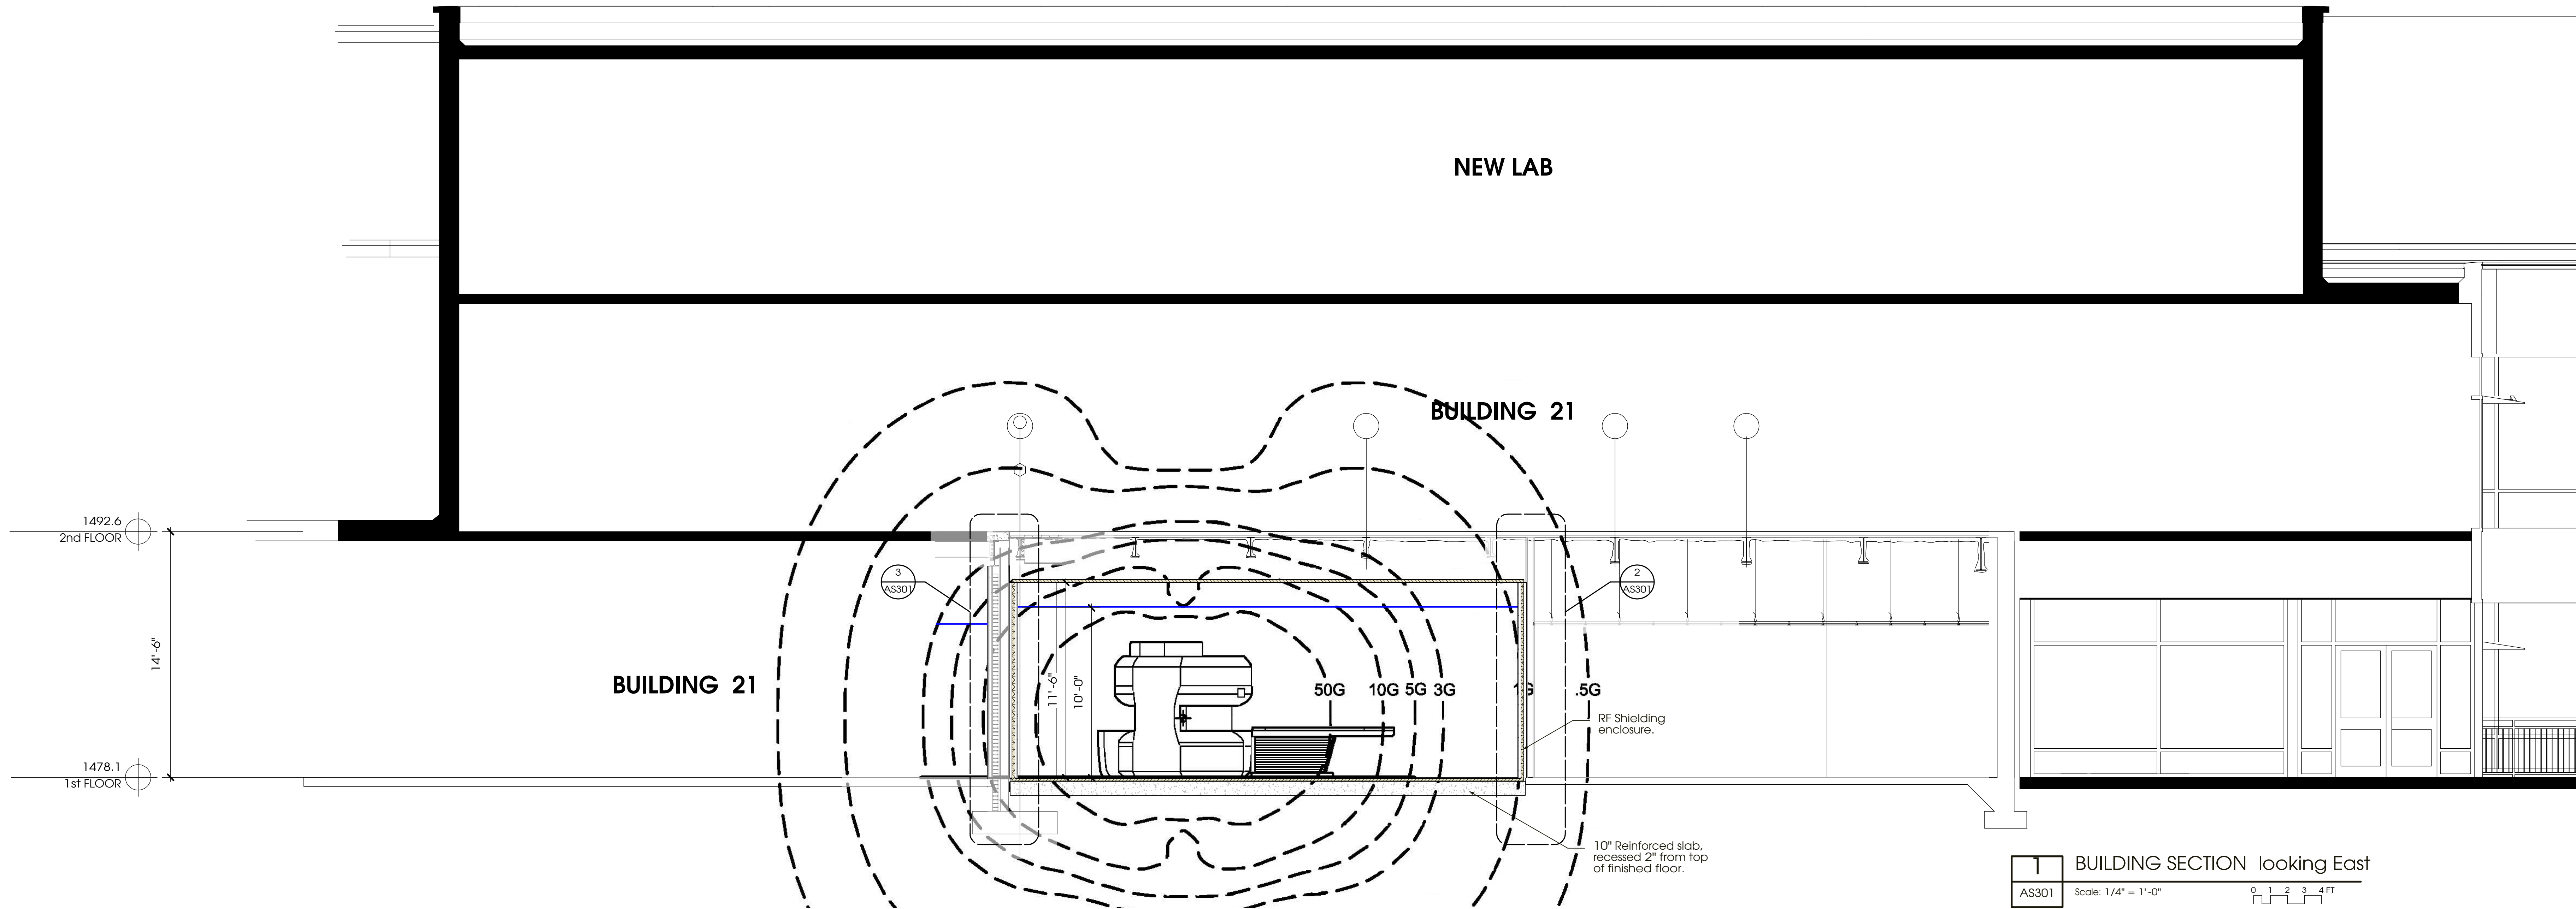 NEW LAB
BUILDING  21
1492.6
2nd FLOOR
3
AS301
2
AS301
14'-6"
BUILDING  21
11'-6"
10'-0"
50G
10G
5G
3G
1G
.5G
RF Shielding
enclosure.
1478.1
1st FLOOR
10" Reinforced slab,
recessed 2" from top
of finished floor.
1
BUILDING SECTION  looking East
AS301
Scale: 1/4" = 1'-0"
0 1 2 3 4 FT